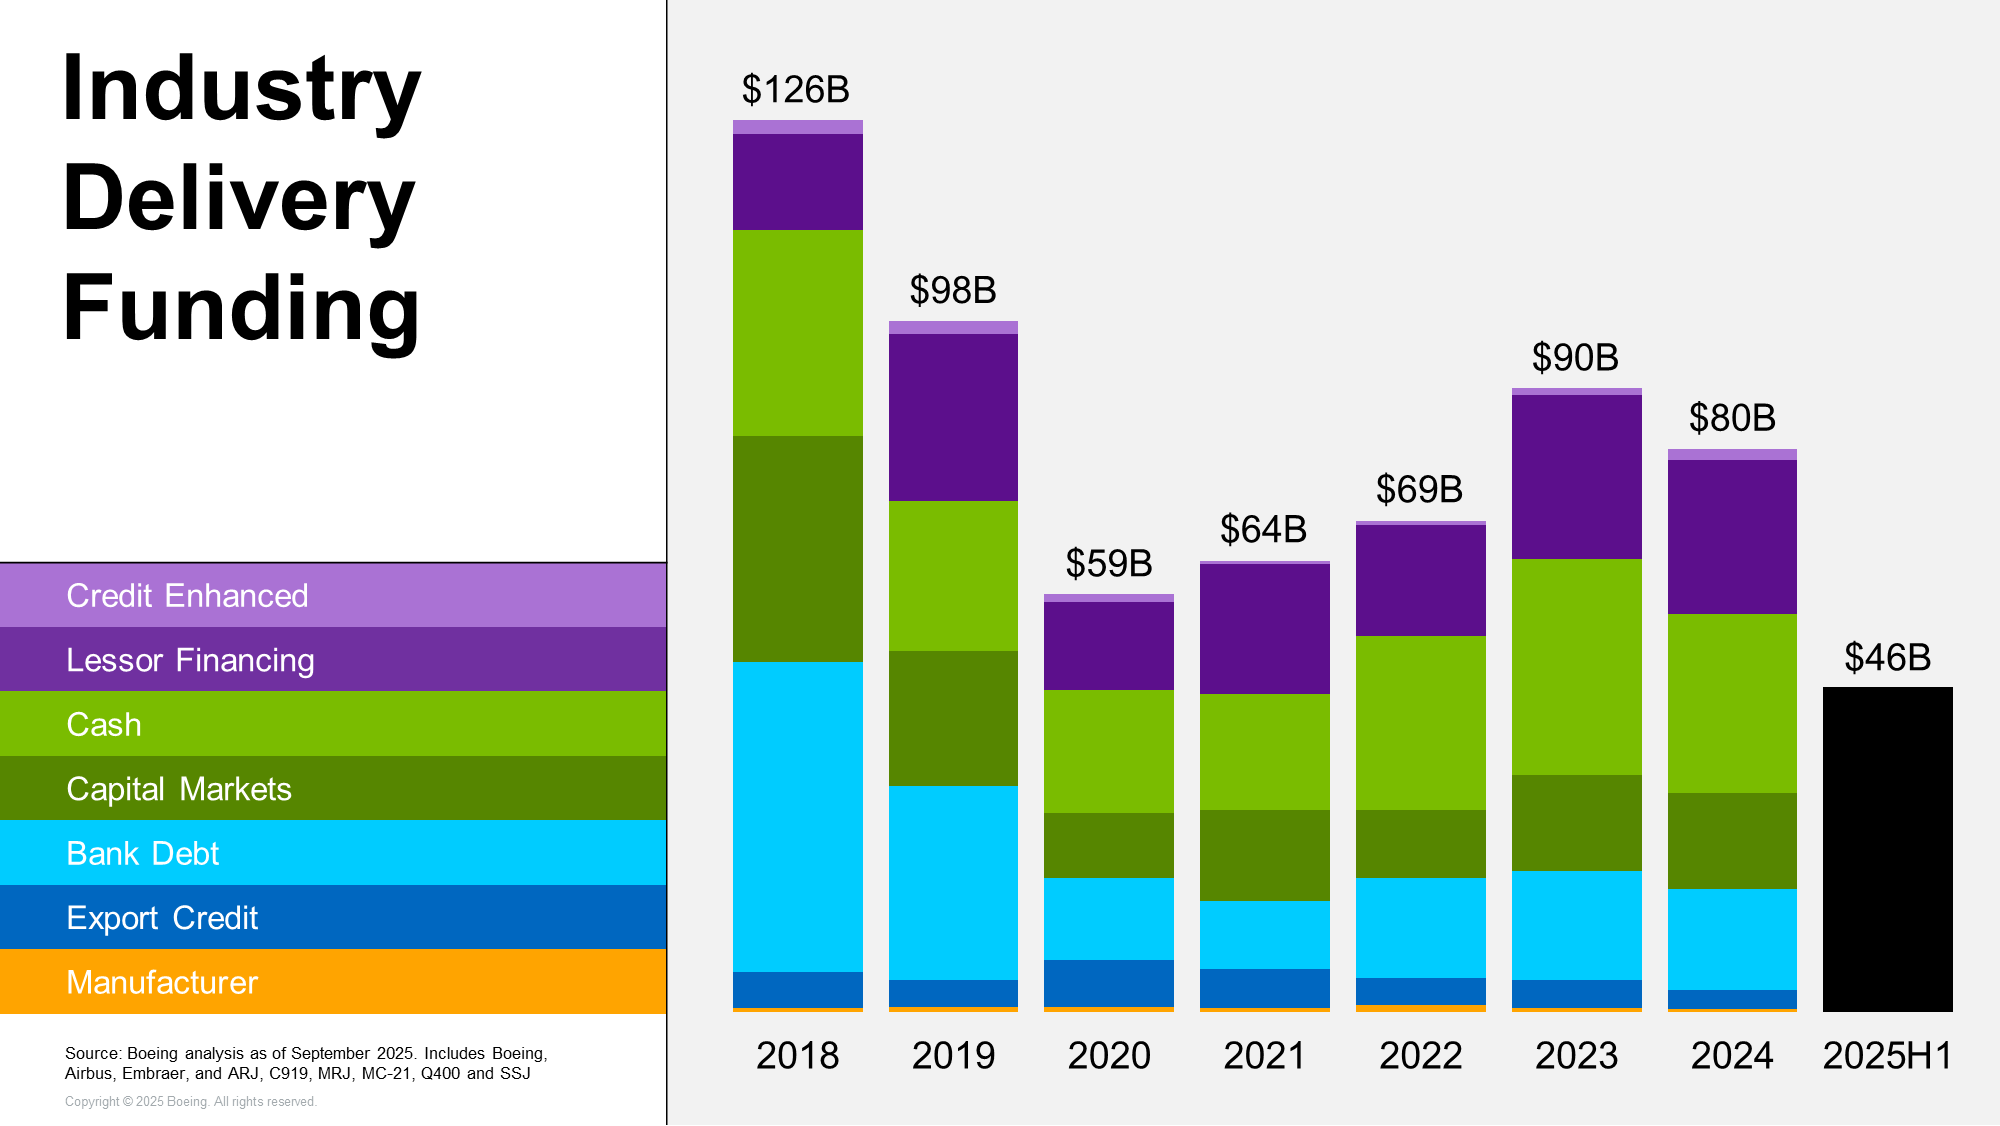 Industry
Delivery
Funding
Credit Enhanced
Lessor Financing
Cash
Capital Markets
Bank Debt
Export Credit
Manufacturer
Source: Boeing analysis as of September 2025. Includes Boeing,
Airbus, Embraer, and ARJ, C919, MRJ, MC-21, Q400 and SSJ
Copyright © 2025 Boeing. All rights reserved.
$126B
$98B
$59B
$64B
$69B
$90B
$80B
$46B
2018 2019 2020 2021 2022 2023 2024 2025H1